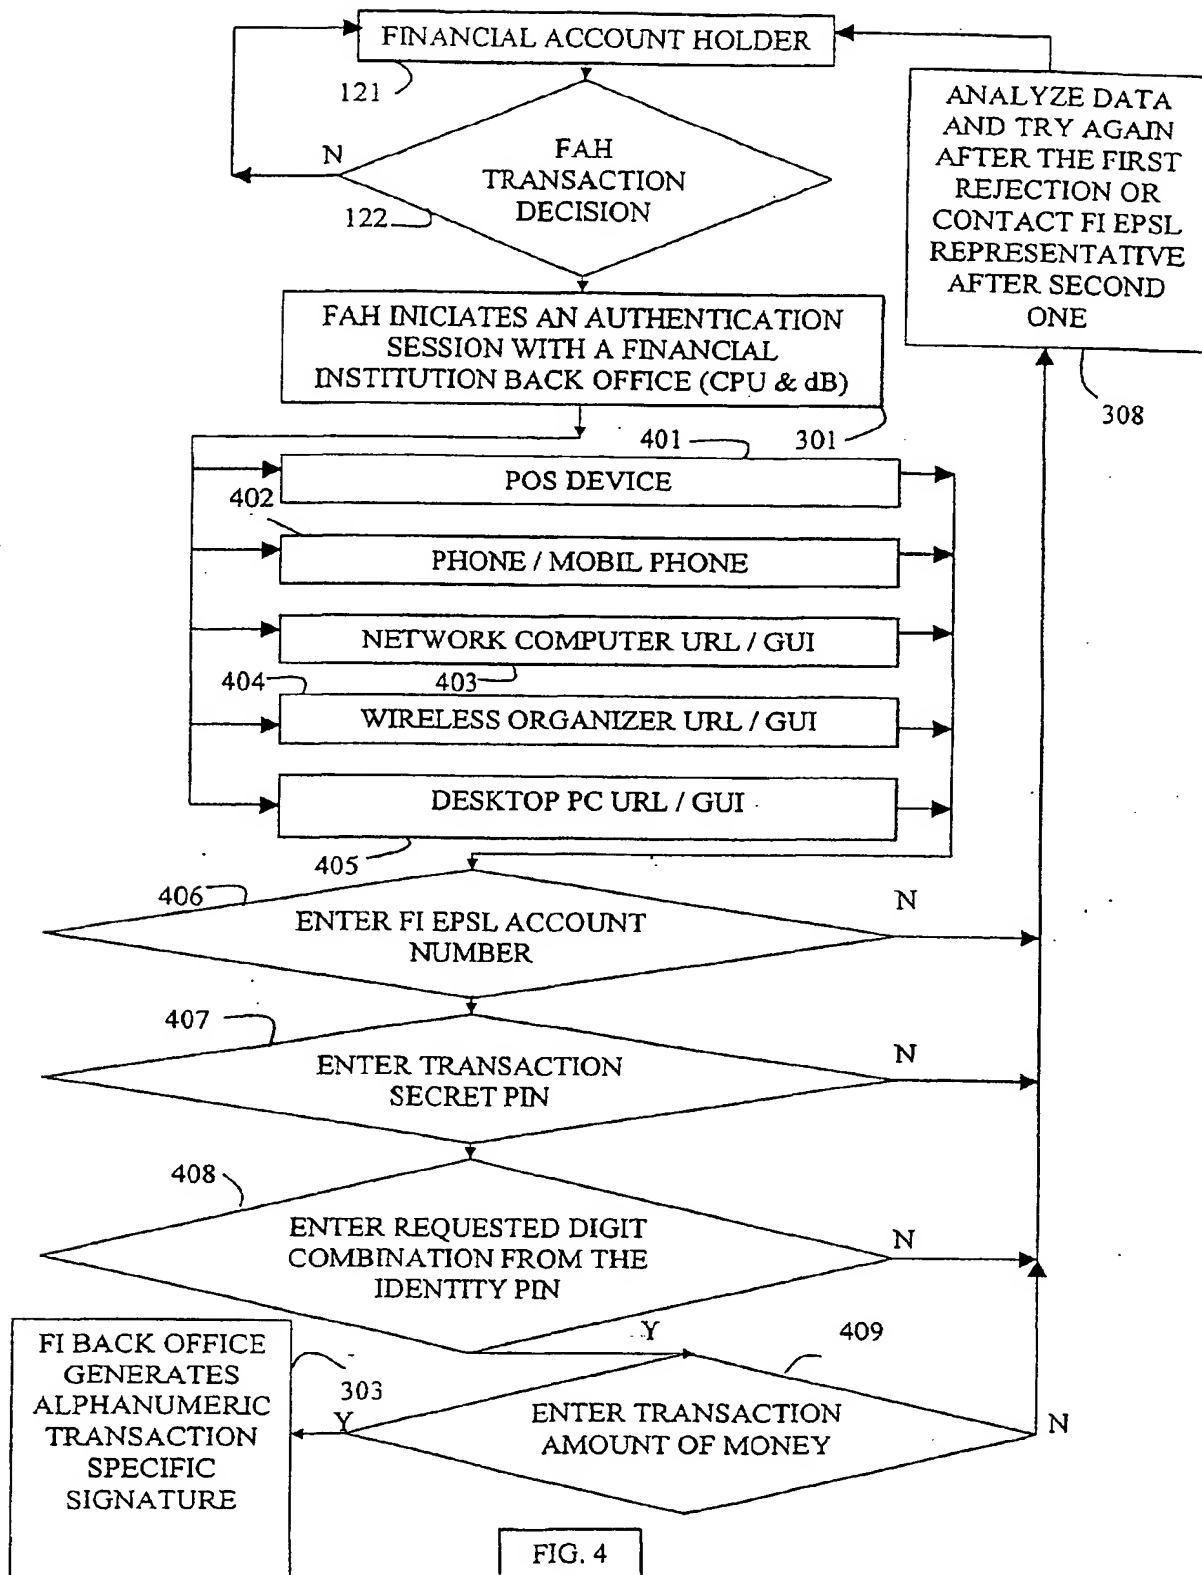 FINANCIAL ACCOUNT HOLDER
121
ANALYZE DATA
AND TRY AGAIN
AFTER THE FIRST
REJECTION OR
CONTACT FI EPSL
REPRESENTATIVE
AFTER SECOND
ONE
308
N
FAH
TRANSACTION
DECISION
122
FAH INICIATES AN AUTHENTICATION
SESSION WITH A FINANCIAL
INSTITUTION BACK OFFICE (CPU & dB)
301
401
POS DEVICE
402
PHONE / MOBIL PHONE
NETWORK COMPUTER URL / GUI
403
404
WIRELESS ORGANIZER URL / GUI
DESKTOP PC URL / GUI
405
406
ENTER FI EPSL ACCOUNT
NUMBER
N
407
ENTER TRANSACTION
SECRET PIN
N
408
ENTER REQUESTED DIGIT
COMBINATION FROM THE
IDENTITY PIN
N
Y
409
ENTER TRANSACTION
AMOUNT OF MONEY
N
Y
303
FI BACK OFFICE
GENERATES
ALPHANUMERIC
TRANSACTION
SPECIFIC
SIGNATURE
FIG. 4